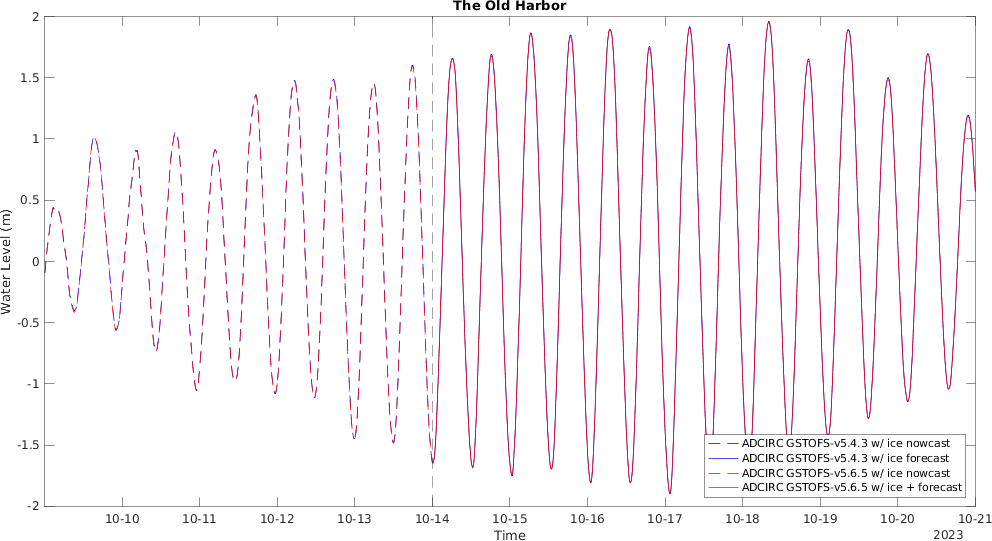 The Old Harbor
2
1.5
1
0.5
0
-0.5
-1
-1.5
-2
Water Level (m)
ADCIRC GSTOFS-v5.4.3 w/ ice nowcast
ADCIRC GSTOFS-v5.4.3 w/ ice forecast
ADCIRC GSTOFS-v5.6.5 w/ ice nowcast
ADCIRC GSTOFS-v5.6.5 w/ ice + forecast
10-10 10-11 10-12 10-13 10-14 10-15 10-16 10-17 10-18 10-19 10-20 10-21
Time
2023